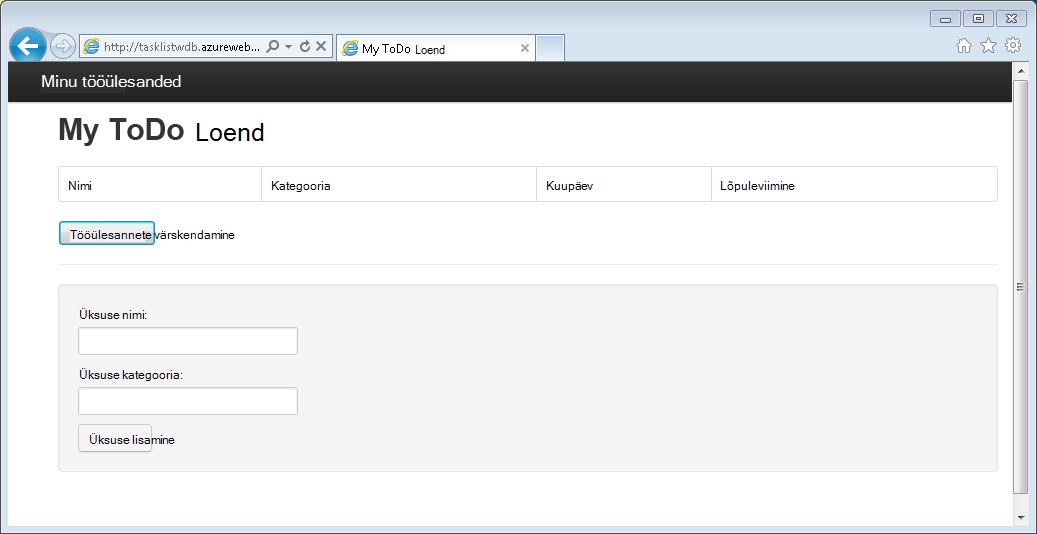 http://tasklistwdb.azureweb...
My ToDo Loend
Minu tööülesanded
My ToDo Loend
Nimi Kategooria Kuupäev Lõpuleviimine
Tööülesannete värskendamine
Üksuse nimi:
Üksuse kategooria:
Üksuse lisamine